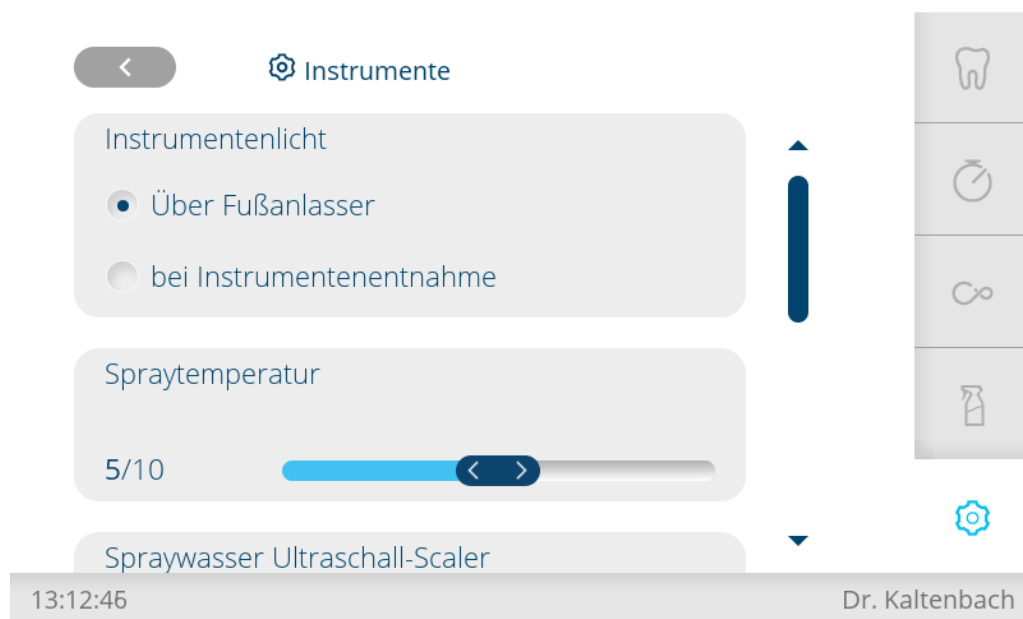 Instrumente
Instrumentenlicht
Über Fußanlasser
bei Instrumentenentnahme
Spraytemperatur
5/10
Spraywasser Ultraschall-Scaler
13:12:46
Dr. Kaltenbach